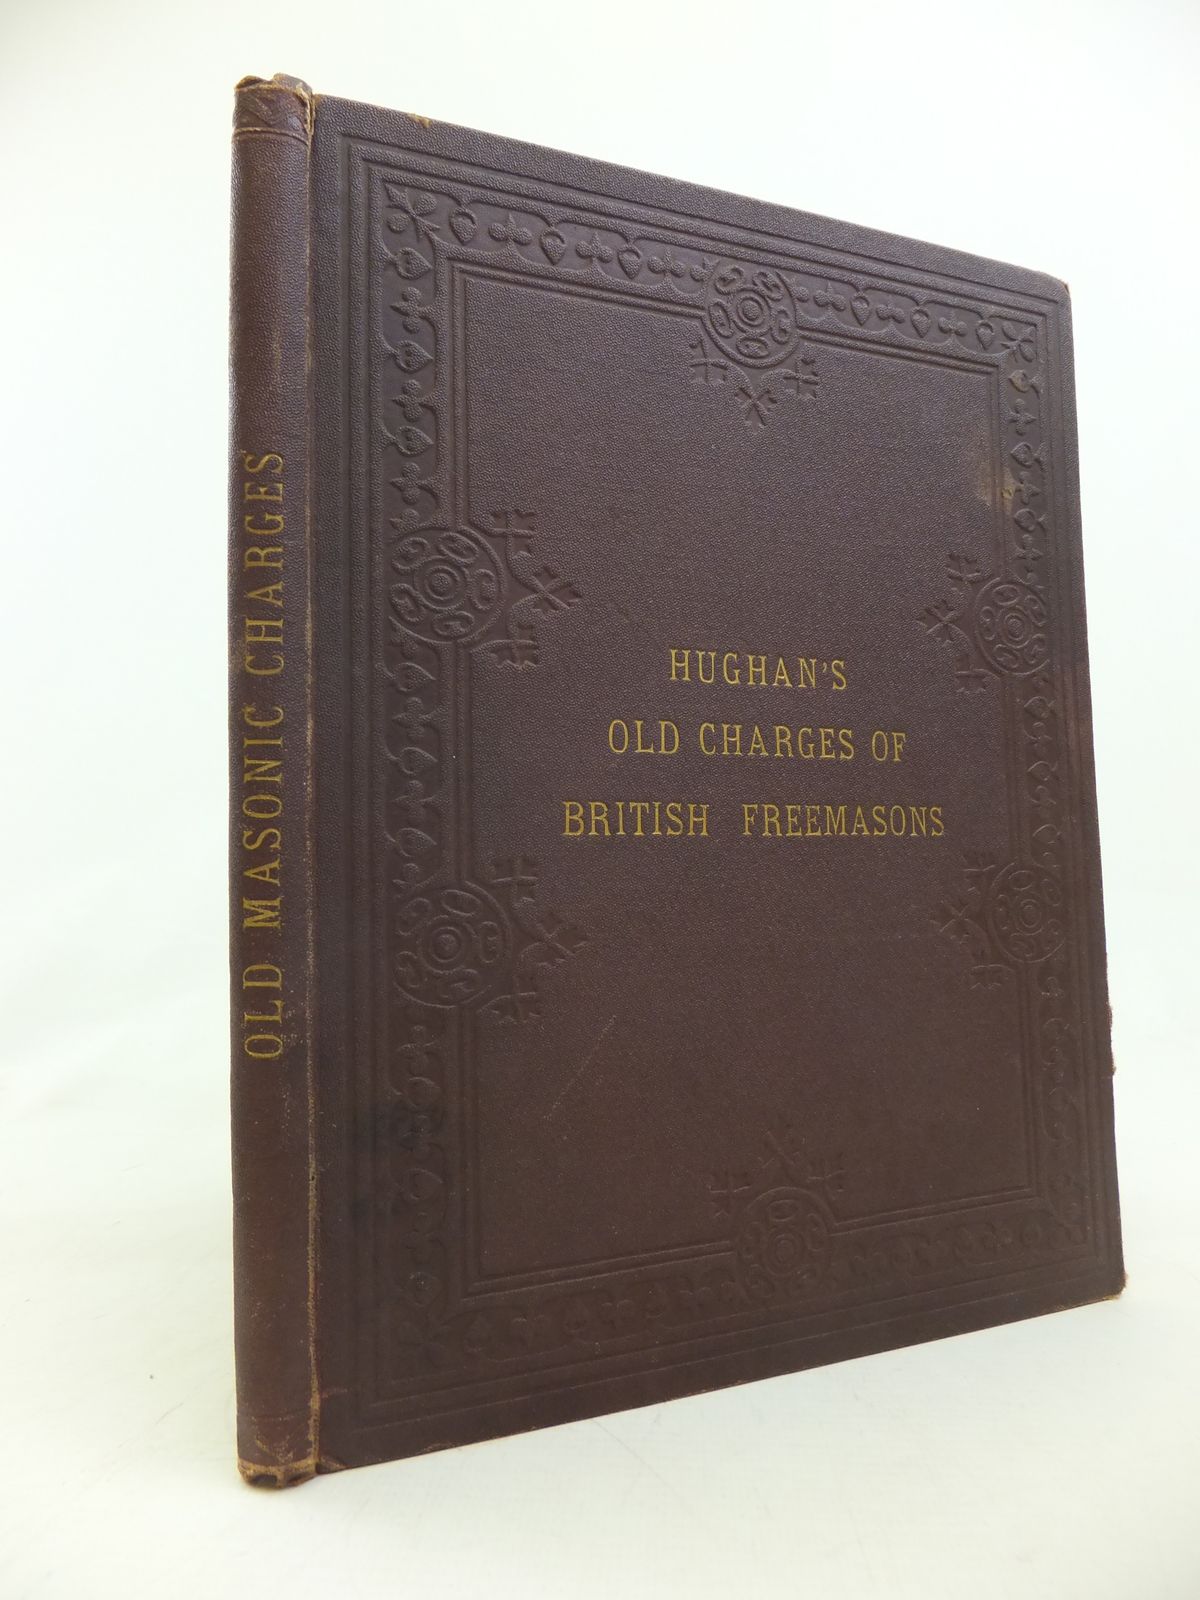 OLD MASONIC CHARGES
HUGHAN'S
OLD CHARGES OF
BRITISH FREEMASONS